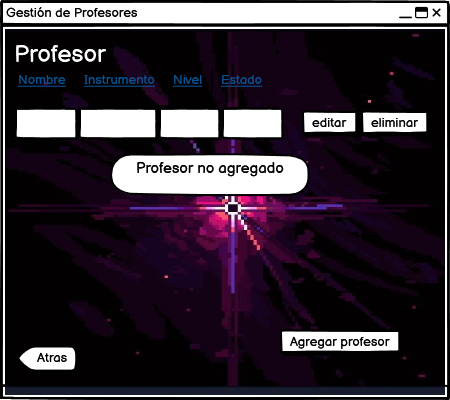 Gestión de Profesores
Profesor
Nombre Instrumento Nivel Estado
editar eliminar
Profesor no agregado
Agregar profesor
Atras